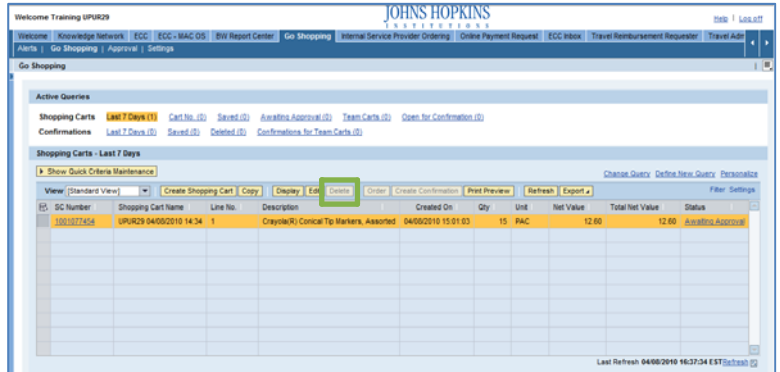 Welcome Training UPUR29 JOHNS HOPKINS Help | Log off
INSTITUTIONS
Welcome Knowledge Network ECC ECC - MAC OS BW Report Center Go Shopping Internal Service Provider Ordering Online Payment Request ECC Inbox Travel Reimbursement Requester Travel Adm
Alerts | Go Shopping | Approval | Settings
Go Shopping
Active Queries
Shopping Carts Last 7 Days (1) Cart No. (0) Saved (0) Awaiting Approval (0) Team Carts (0) Open for Confirmation (0)
Confirmations Last 7 Days (0) Saved (0) Deleted (0) Confirmations for Team Carts (0)
Shopping Carts - Last 7 Days
Show Quick Criteria Maintenance Change Query Define New Query Personalize
View [Standard View] Create Shopping Cart Copy Display Edit Delete Order Create Confirmation Print Preview Refresh Export Filter Settings
SC Number Shopping Cart Name Line No. Description Created On Qty Unit Net Value Total Net Value Status
1001077454 UPUR29 04/08/2010 14:34 1 Crayola(R) Conical Tip Markers, Assorted 04/08/2010 15:01:03 15 PAC 12.60 12.60 Awaiting Approval
Last Refresh 04/08/2010 16:37:34 EST Refresh